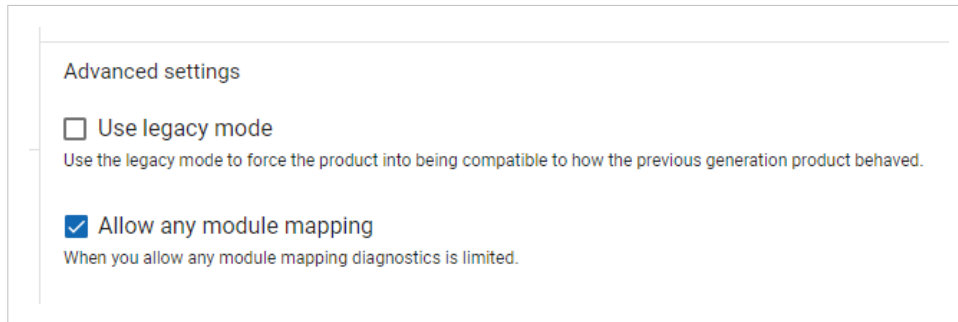 Advanced settings
Use legacy mode
Use the legacy mode to force the product into being compatible to how the previous generation product behaved.
Allow any module mapping
When you allow any module mapping diagnostics is limited.